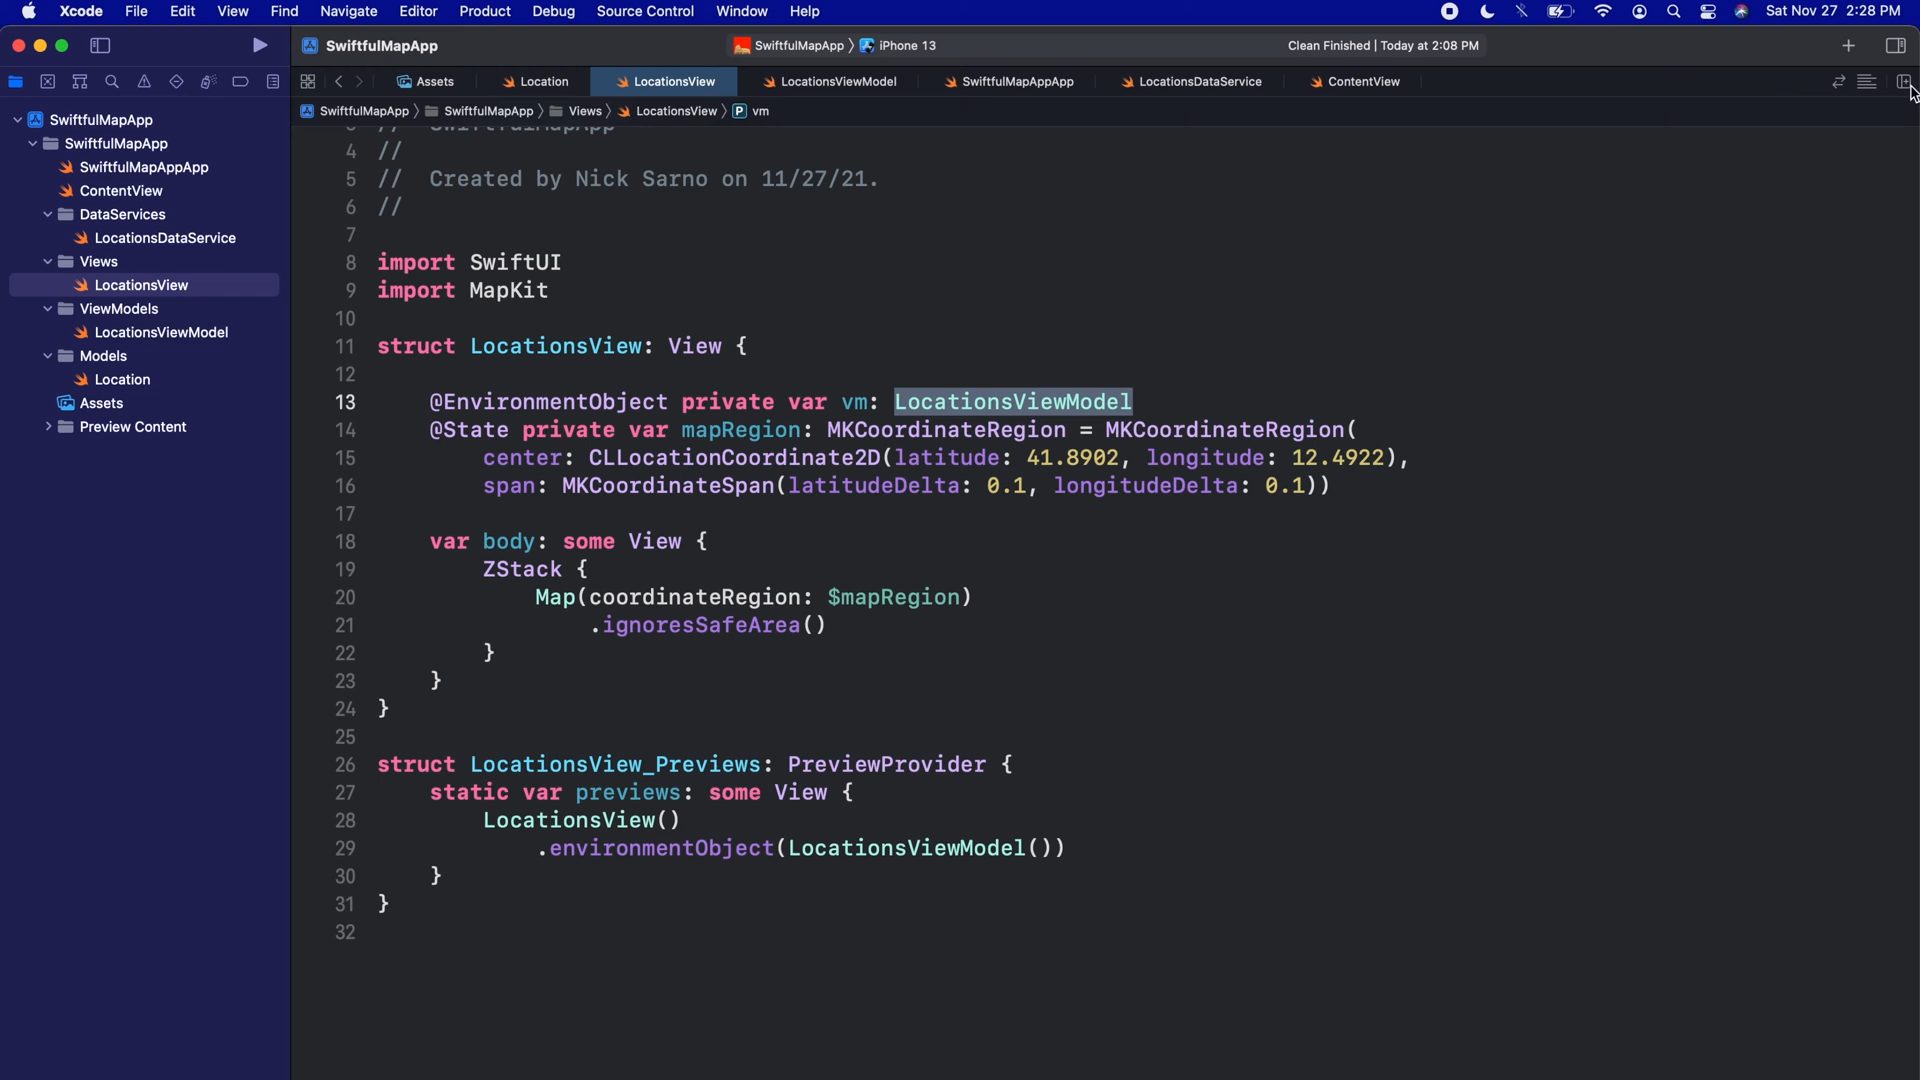 Xcode File Edit View Find Navigate Editor Product Debug Source Control Window Help Sat Nov 27 2:28 PM
SwiftfulMapApp SwiftfulMapApp iPhone 13 Clean Finished | Today at 2:08 PM
Assets Location LocationsView LocationsViewModel SwiftfulMapAppApp LocationsDataService ContentView
SwiftfulMapApp SwiftfulMapApp Views LocationsView P vm
SwiftfulMapApp
SwiftfulMapApp
SwiftfulMapAppApp
ContentView
DataServices
LocationsDataService
Views
LocationsView
ViewModels
LocationsViewModel
Models
Location
Assets
Preview Content
4 //
5 // Created by Nick Sarno on 11/27/21.
6 //
7
8 import SwiftUI
9 import MapKit
10
11 struct LocationsView: View {
12
13 @EnvironmentObject private var vm: LocationsViewModel
14 @State private var mapRegion: MKCoordinateRegion = MKCoordinateRegion(
15 center: CLLocationCoordinate2D(latitude: 41.8902, longitude: 12.4922),
16 span: MKCoordinateSpan(latitudeDelta: 0.1, longitudeDelta: 0.1))
17
18 var body: some View {
19 ZStack {
20 Map(coordinateRegion: $mapRegion)
21 .ignoresSafeArea()
22 }
23 }
24 }
25
26 struct LocationsView_Previews: PreviewProvider {
27 static var previews: some View {
28 LocationsView()
29 .environmentObject(LocationsViewModel())
30 }
31 }
32